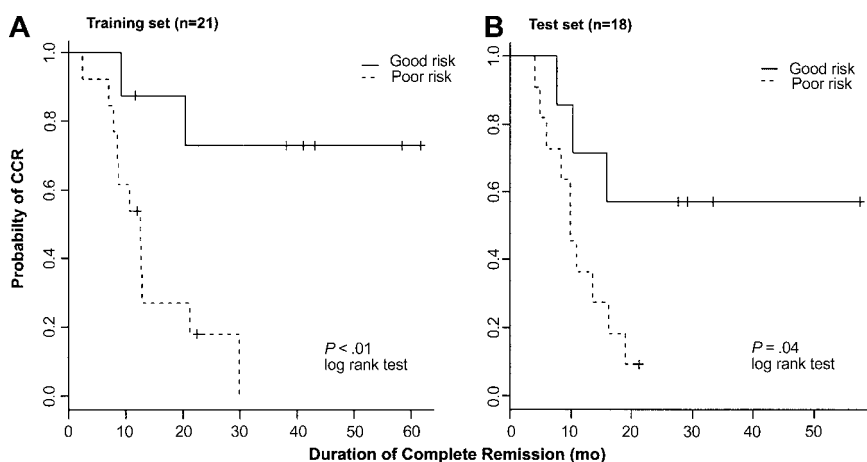 A
Training set (n=21)
Good risk
Poor risk
Probabilty of CCR
1.0
0.8
0.6
0.4
0.2
0.0
P < .01
log rank test
0 10 20 30 40 50 60
B
Test set (n=18)
Good risk
Poor risk
1.0
0.8
0.6
0.4
0.2
0.0
P = .04
log rank test
0 10 20 30 40 50
Duration of Complete Remission (mo)